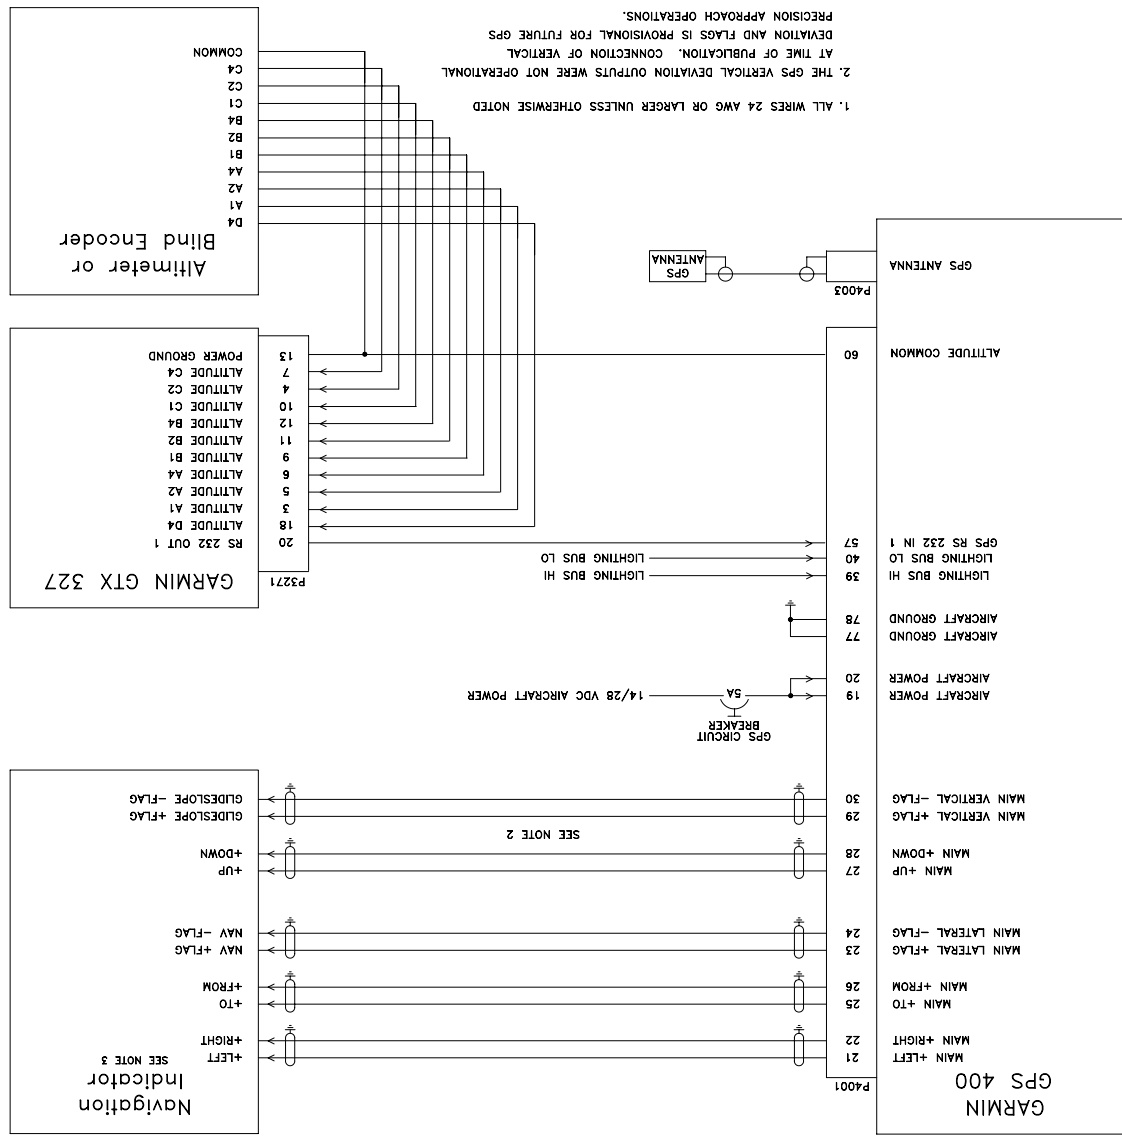 GARMIN
GPS 400
P4001
MAIN +LEFT
21
MAIN +RIGHT
22
MAIN +TO
25
MAIN +FROM
26
MAIN LATERAL +FLAG
23
MAIN LATERAL -FLAG
24
MAIN +UP
27
MAIN +DOWN
28
MAIN VERTICAL +FLAG
29
MAIN VERTICAL -FLAG
30
AIRCRAFT POWER
19
AIRCRAFT POWER
20
AIRCRAFT GROUND
77
AIRCRAFT GROUND
78
LIGHTING BUS HI
39
LIGHTING BUS LO
40
GPS RS 232 IN 1
57
ALTITUDE COMMON
60
P4003
GPS ANTENNA
GPS
ANTENNA
SEE NOTE 2
GPS CIRCUIT
BREAKER
5A
14/28 VDC AIRCRAFT POWER
LIGHTING BUS HI
LIGHTING BUS LO
Navigation
Indicator
SEE NOTE 3
+LEFT
+RIGHT
+TO
+FROM
NAV +FLAG
NAV -FLAG
+UP
+DOWN
GLIDESLOPE +FLAG
GLIDESLOPE -FLAG
P3271
GARMIN GTX 327
20
RS 232 OUT 1
18
ALTITUDE D4
3
ALTITUDE A1
5
ALTITUDE A2
6
ALTITUDE A4
9
ALTITUDE B1
11
ALTITUDE B2
12
ALTITUDE B4
10
ALTITUDE C1
4
ALTITUDE C2
7
ALTITUDE C4
13
POWER GROUND
Altimeter or
Blind Encoder
D4
A1
A2
A4
B1
B2
B4
C1
C2
C4
COMMON
1. ALL WIRES 24 AWG OR LARGER UNLESS OTHERWISE NOTED
2. THE GPS VERTICAL DEVIATION OUTPUTS WERE NOT OPERATIONAL
AT TIME OF PUBLICATION. CONNECTION OF VERTICAL
DEVIATION AND FLAGS IS PROVISIONAL FOR FUTURE GPS
PRECISION APPROACH OPERATIONS.